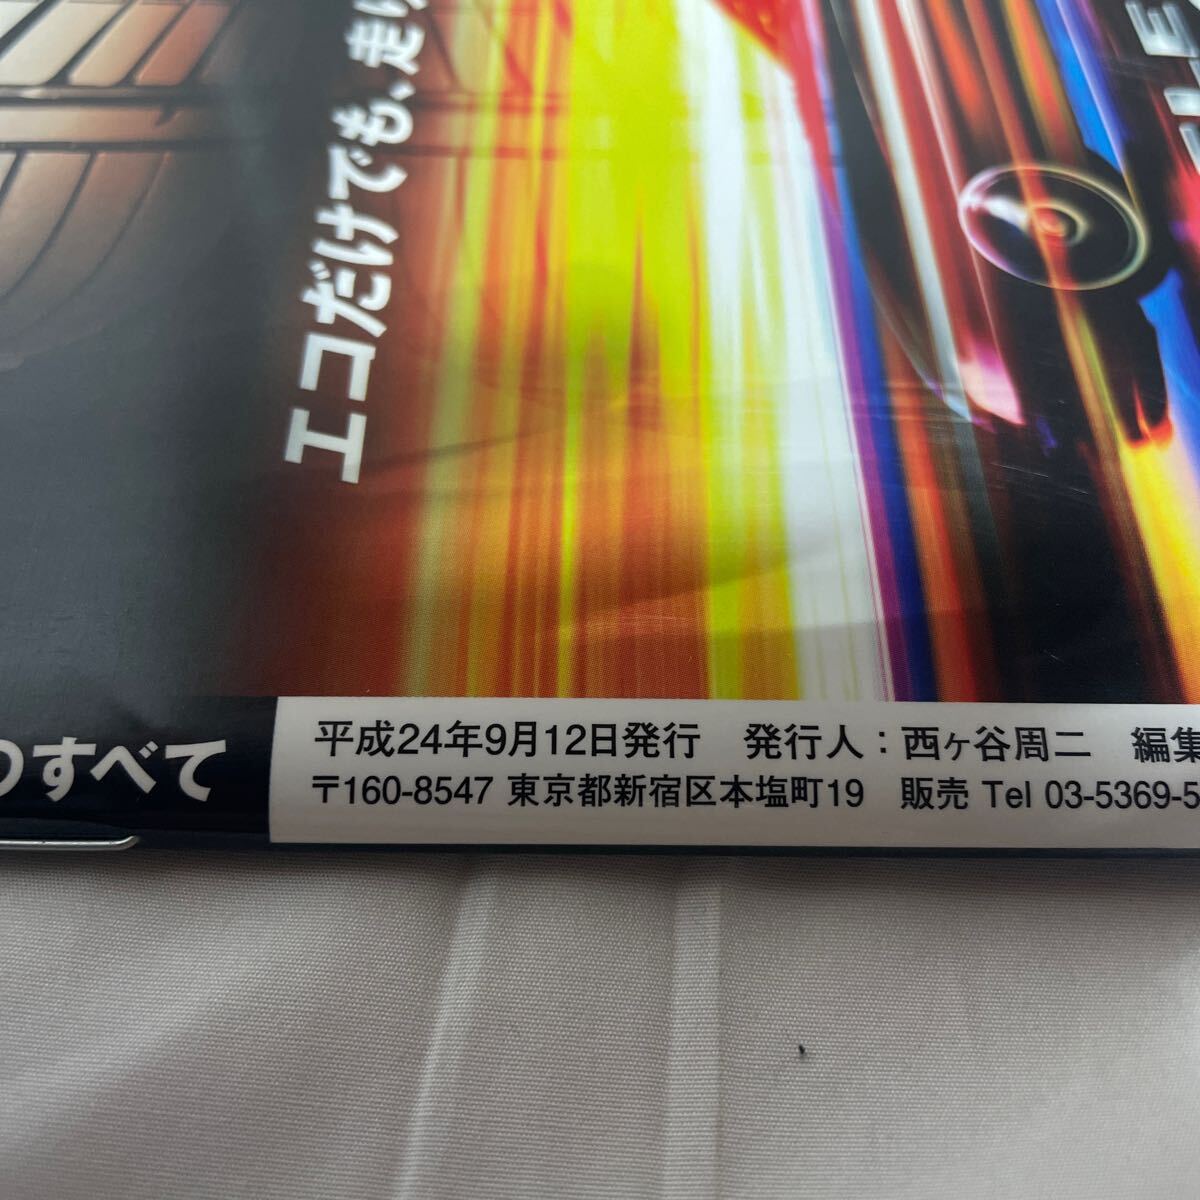 エコだけでも、走り
LE
のすべて
平成24年9月12日発行　発行人：西ヶ谷周二　編集
〒160-8547 東京都新宿区本塩町19　販売 Tel 03-5369-5